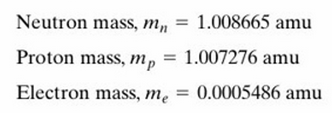 Neutron mass, mₙ = 1.008665 amu
Proton mass, mₚ = 1.007276 amu
Electron mass, mₑ = 0.0005486 amu